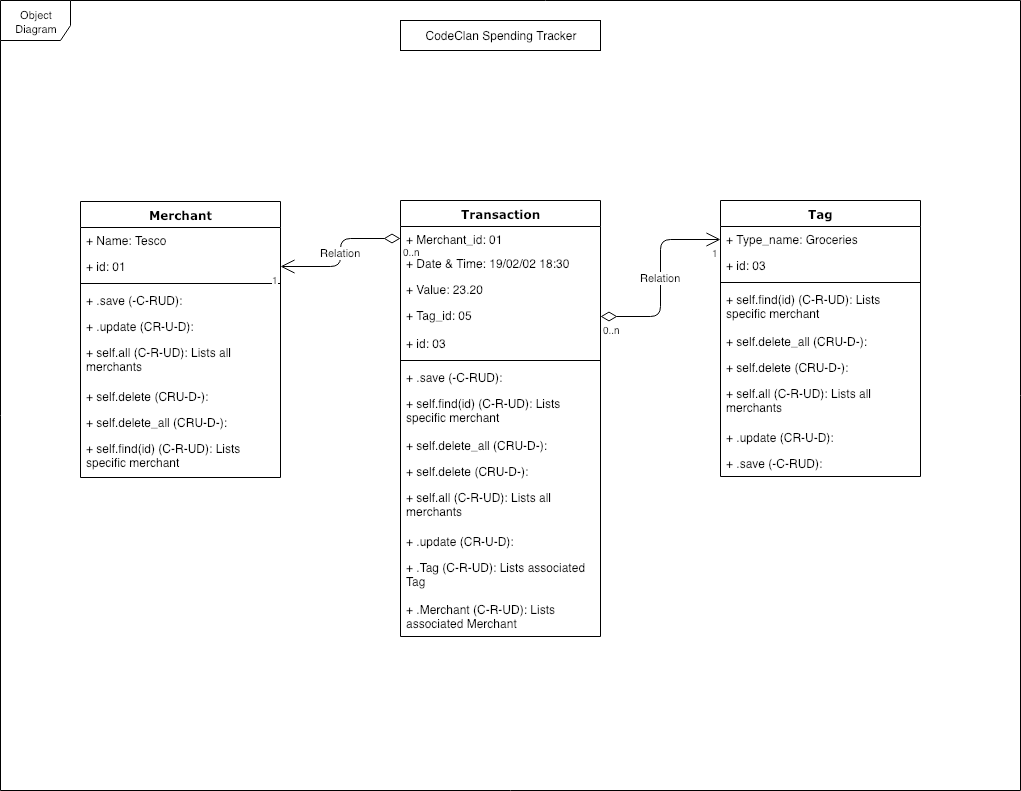 Object
Diagram
CodeClan Spending Tracker
Merchant
+ Name: Tesco
+ id: 01
1
+ .save (-C-RUD):
+ .update (CR-U-D):
+ self.all (C-R-UD): Lists all
merchants
+ self.delete (CRU-D-):
+ self.delete_all (CRU-D-):
+ self.find(id) (C-R-UD): Lists
specific merchant
Relation
0..n
Transaction
+ Merchant_id: 01
+ Date & Time: 19/02/02 18:30
+ Value: 23.20
+ Tag_id: 05
+ id: 03
+ .save (-C-RUD):
+ self.find(id) (C-R-UD): Lists
specific merchant
+ self.delete_all (CRU-D-):
+ self.delete (CRU-D-):
+ self.all (C-R-UD): Lists all
merchants
+ .update (CR-U-D):
+ .Tag (C-R-UD): Lists associated
Tag
+ .Merchant (C-R-UD): Lists
associated Merchant
Relation
0..n
1
Tag
+ Type_name: Groceries
+ id: 03
+ self.find(id) (C-R-UD): Lists
specific merchant
+ self.delete_all (CRU-D-):
+ self.delete (CRU-D-):
+ self.all (C-R-UD): Lists all
merchants
+ .update (CR-U-D):
+ .save (-C-RUD):